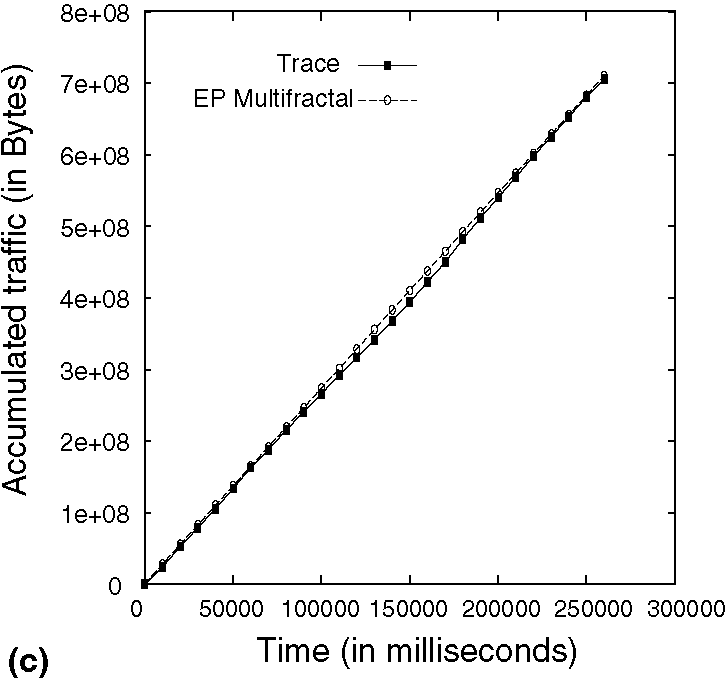 8e+08
7e+08
6e+08
5e+08
4e+08
3e+08
2e+08
1e+08
0
Accumulated traffic (in Bytes)
Trace
EP Multifractal
0 50000 100000 150000 200000 250000 300000
Time (in milliseconds)
(c)